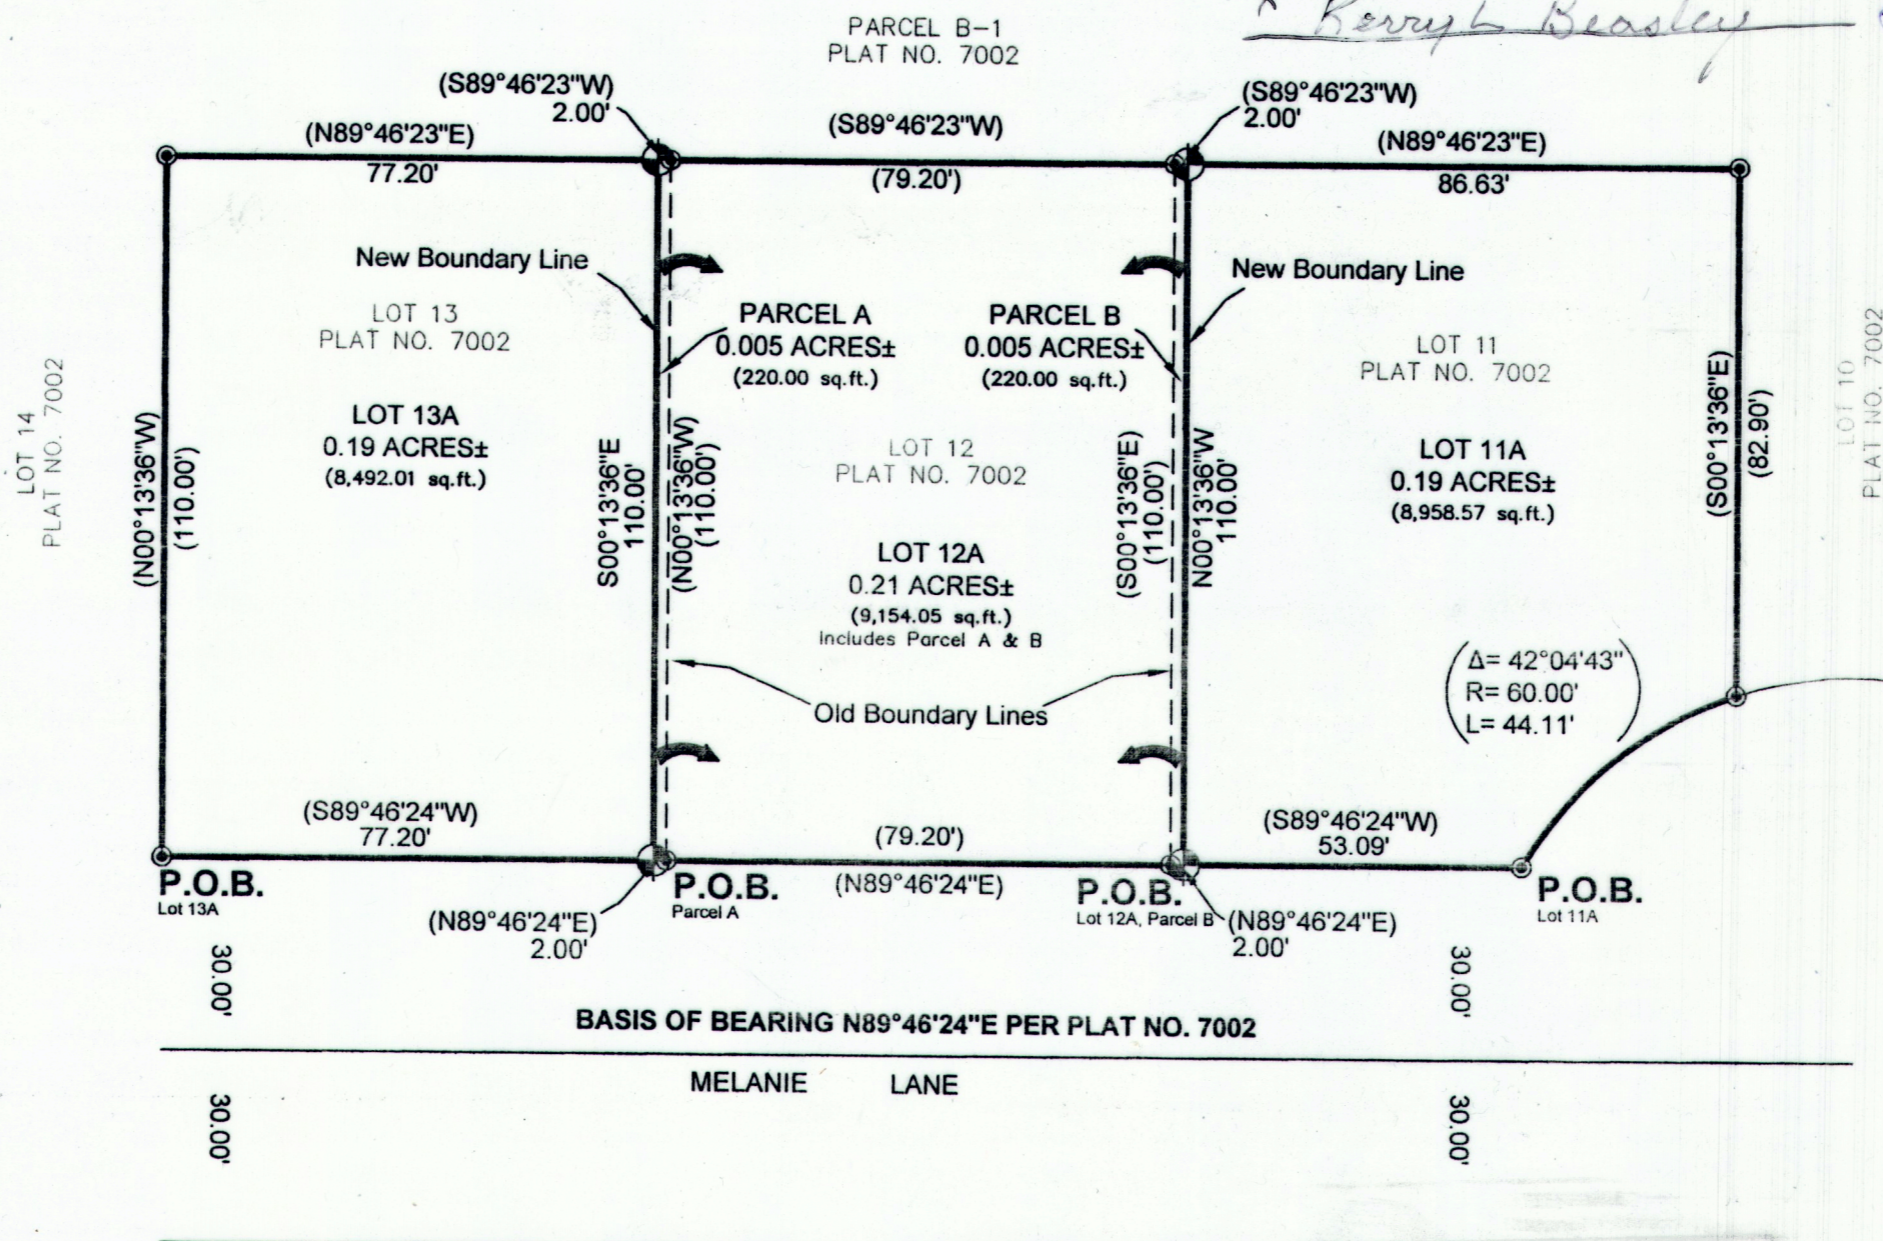 Kerry L Beasley
PARCEL B-1
PLAT NO. 7002
(S89°46'23"W)
2.00'
(N89°46'23"E)
77.20'
(S89°46'23"W)
(79.20')
(S89°46'23"W)
2.00'
(N89°46'23"E)
86.63'
New Boundary Line
New Boundary Line
LOT 13
PLAT NO. 7002
PARCEL A
0.005 ACRES±
(220.00 sq.ft.)
PARCEL B
0.005 ACRES±
(220.00 sq.ft.)
LOT 11
PLAT NO. 7002
LOT 14
PLAT NO. 7002
(N00°13'36"W)
(110.00')
LOT 13A
0.19 ACRES±
(8,492.01 sq.ft.)
S00°13'36"E
110.00'
(N00°13'36"W)
(110.00')
LOT 12
PLAT NO. 7002
LOT 12A
0.21 ACRES±
(9,154.05 sq.ft.)
Includes Parcel A & B
(S00°13'36"E)
(110.00')
N00°13'36"W
110.00'
LOT 11A
0.19 ACRES±
(8,958.57 sq.ft.)
(S00°13'36"E)
(82.90')
LOT 10
PLAT NO. 7002
Δ= 42°04'43"
R= 60.00'
L= 44.11'
Old Boundary Lines
(S89°46'24"W)
77.20'
(79.20')
(N89°46'24"E)
(S89°46'24"W)
53.09'
P.O.B.
Lot 13A
P.O.B.
Parcel A
P.O.B.
Lot 12A, Parcel B
P.O.B.
Lot 11A
(N89°46'24"E)
2.00'
(N89°46'24"E)
2.00'
30.00'
30.00'
BASIS OF BEARING N89°46'24"E PER PLAT NO. 7002
MELANIE LANE
30.00'
30.00'